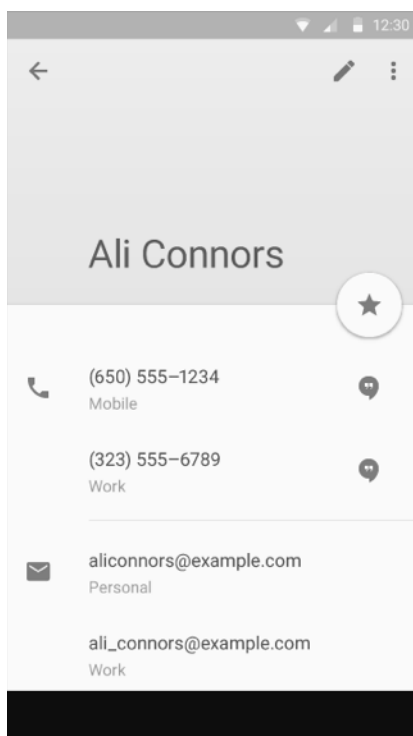 12:30
Ali Connors
(650) 555–1234
Mobile
(323) 555–6789
Work
aliconnors@example.com
Personal
ali_connors@example.com
Work